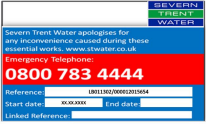 SEVERN
TRENT
WATER
Severn Trent Water apologises for
any inconvenience caused during these
essential works. www.stwater.co.uk
Emergency Telephone:
0800 783 4444
Reference: LB011302/000012015654
Start date: xx.xx.xxxx End date:
Linked Reference: